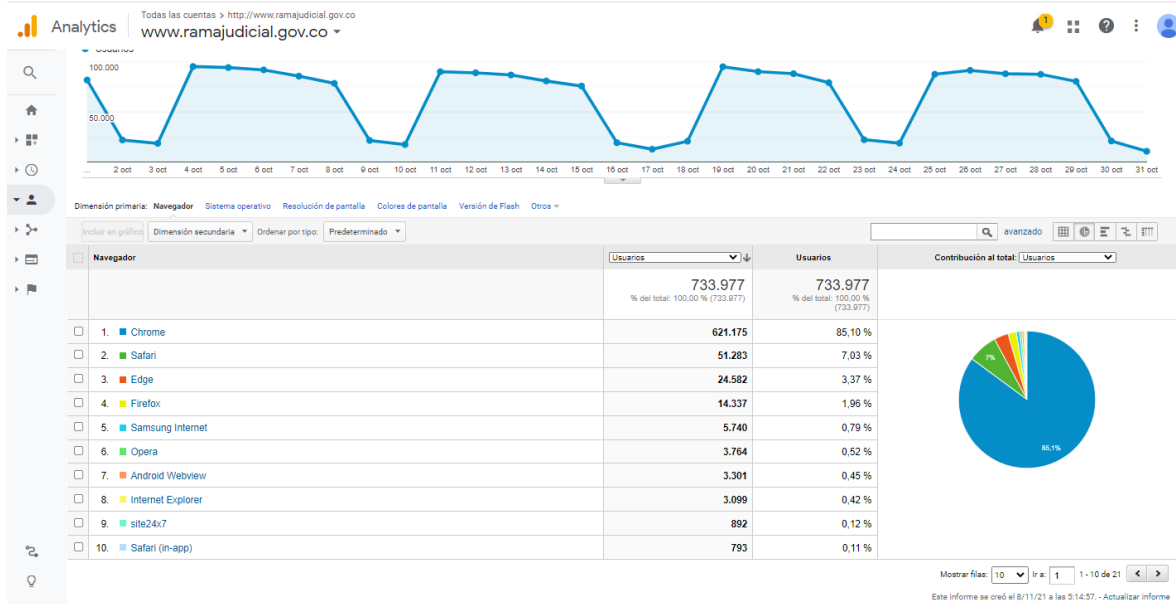 Analytics
Todas las cuentas > http://www.ramajudicial.gov.co
www.ramajudicial.gov.co
1
Usuarios
100.000
50.000
... 2 oct 3 oct 4 oct 5 oct 6 oct 7 oct 8 oct 9 oct 10 oct 11 oct 12 oct 13 oct 14 oct 15 oct 16 oct 17 oct 18 oct 19 oct 20 oct 21 oct 22 oct 23 oct 24 oct 25 oct 26 oct 27 oct 28 oct 29 oct 30 oct 31 oct
Dimensión primaria: Navegador Sistema operativo Resolución de pantalla Colores de pantalla Versión de Flash Otros
Incluir en gráfico Dimensión secundaria Ordenar por tipo: Predeterminado avanzado
Navegador Usuarios Usuarios Contribución al total: Usuarios
733.977 733.977
% del total: 100,00 % (733.977) % del total: 100,00 %
(733.977)
1. Chrome 621.175 85,10 %
2. Safari 51.283 7,03 %
3. Edge 24.582 3,37 %
4. Firefox 14.337 1,96 %
5. Samsung Internet 5.740 0,79 %
6. Opera 3.764 0,52 %
7. Android Webview 3.301 0,45 %
8. Internet Explorer 3.099 0,42 %
9. site24x7 892 0,12 %
10. Safari (in-app) 793 0,11 %
7%
85,1%
Mostrar filas: 10 Ir a: 1 1 - 10 de 21
Este informe se creó el 8/11/21 a las 5:14:57. - Actualizar informe